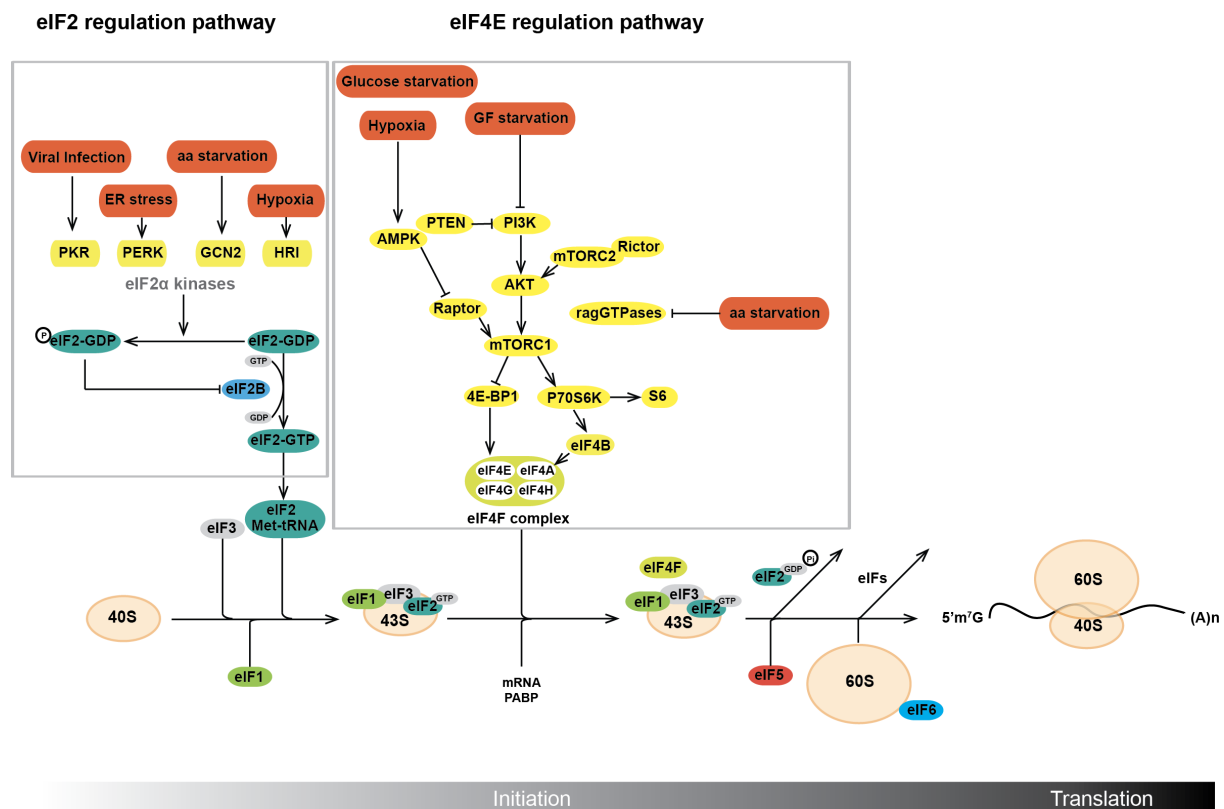 eIF2 regulation pathway
eIF4E regulation pathway
Glucose starvation
Hypoxia
GF starvation
Viral Infection
aa starvation
ER stress
Hypoxia
PTEN
PI3K
AMPK
PKR
PERK
GCN2
HRI
Rictor
mTORC2
eIF2α kinases
AKT
Raptor
ragGTPases
aa starvation
P
eIF2-GDP
eIF2-GDP
mTORC1
GTP
eIF2B
GDP
4E-BP1
P70S6K
S6
eIF2-GTP
eIF4B
eIF4E
eIF4A
eIF4G
eIF4H
eIF4F complex
eIF3
eIF2
Met-tRNA
40S
eIF1
eIF3
eIF2
GTP
43S
eIF1
mRNA
PABP
eIF4F
eIF1
eIF3
eIF2
GTP
43S
eIF2
GDP
Pi
eIFs
eIF5
60S
eIF6
5'm⁷G
60S
40S
(A)n
Initiation
Translation